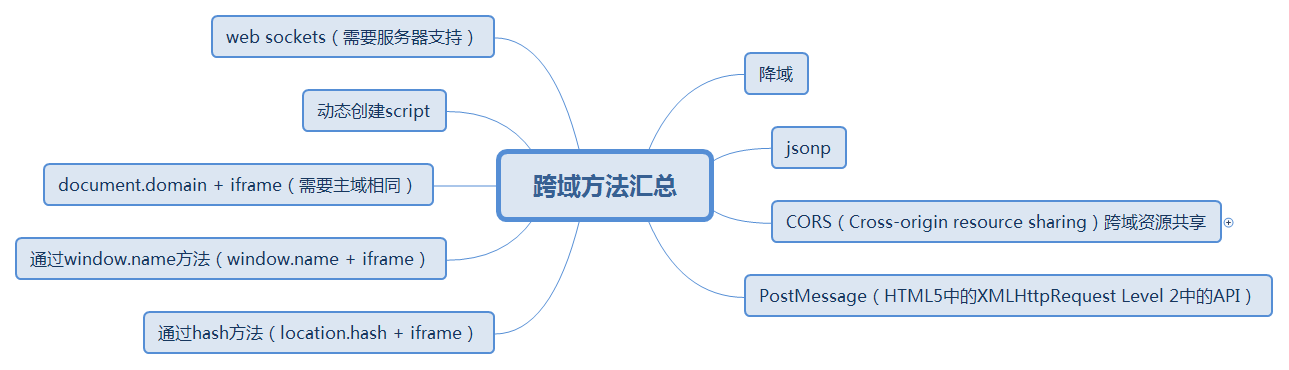 web sockets（需要服务器支持）
降域
动态创建script
jsonp
document.domain + iframe（需要主域相同）
跨域方法汇总
CORS（Cross-origin resource sharing）跨域资源共享
通过window.name方法（window.name + iframe）
PostMessage（HTML5中的XMLHttpRequest Level 2中的API）
通过hash方法（location.hash + iframe）